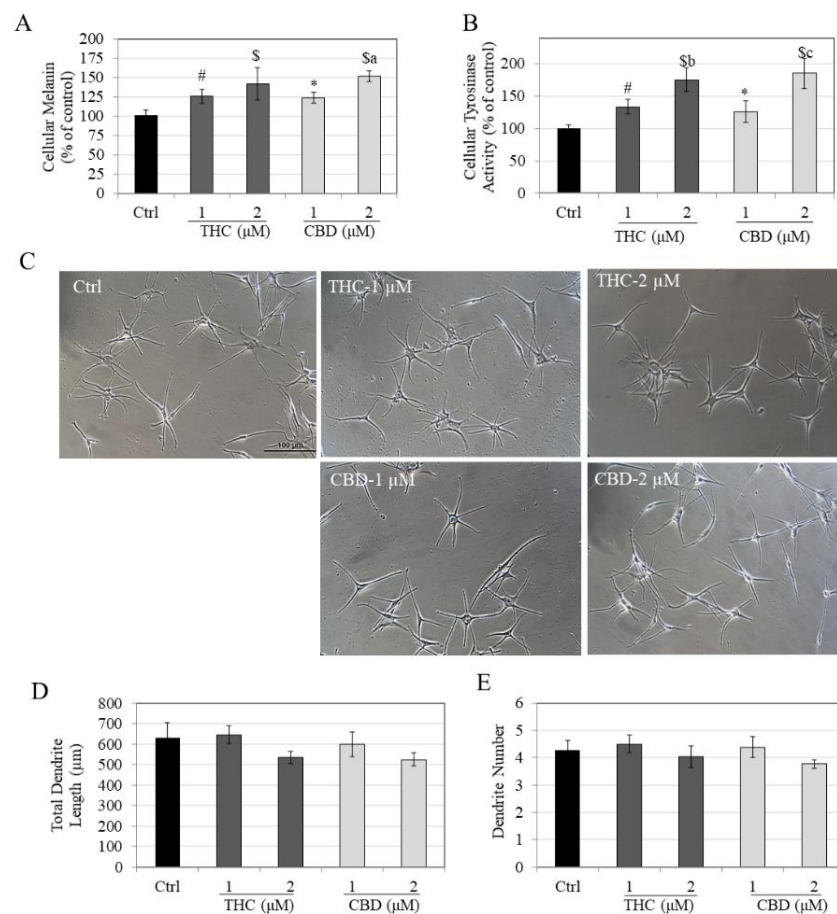 A
Cellular Melanin
(% of control)
200
175
150
125
100
75
50
25
0
# $ * $a
Ctrl 1 2 1 2
THC (μM) CBD (μM)
B
Cellular Tyrosinase
Activity (% of control)
200
150
100
50
0
# $b * $c
Ctrl 1 2 1 2
THC (μM) CBD (μM)
C
Ctrl
100 μm
THC-1 μM
THC-2 μM
CBD-1 μM
CBD-2 μM
D
Total Dendrite
Length (μm)
800
700
600
500
400
300
200
100
0
Ctrl 1 2 1 2
THC (μM) CBD (μM)
E
Dendrite Number
6
5
4
3
2
1
0
Ctrl 1 2 1 2
THC (μM) CBD (μM)